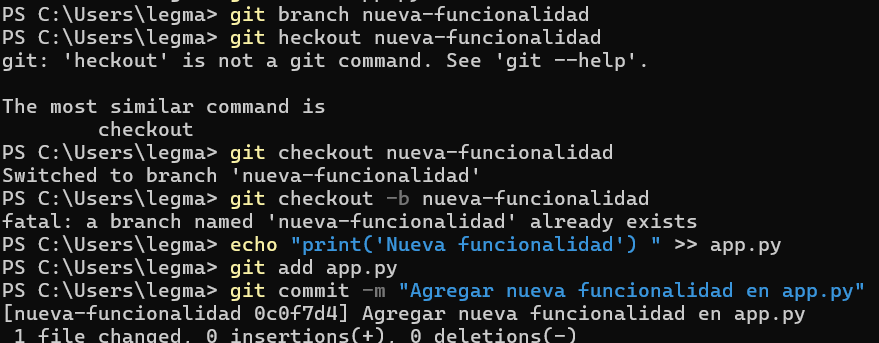 PS C:\Users\legma> git branch nueva-funcionalidad
PS C:\Users\legma> git heckout nueva-funcionalidad
git: 'heckout' is not a git command. See 'git --help'.
The most similar command is
checkout
PS C:\Users\legma> git checkout nueva-funcionalidad
Switched to branch 'nueva-funcionalidad'
PS C:\Users\legma> git checkout -b nueva-funcionalidad
fatal: a branch named 'nueva-funcionalidad' already exists
PS C:\Users\legma> echo "print('Nueva funcionalidad') " >> app.py
PS C:\Users\legma> git add app.py
PS C:\Users\legma> git commit -m "Agregar nueva funcionalidad en app.py"
[nueva-funcionalidad 0c0f7d4] Agregar nueva funcionalidad en app.py
1 file changed, 0 insertions(+), 0 deletions(-)